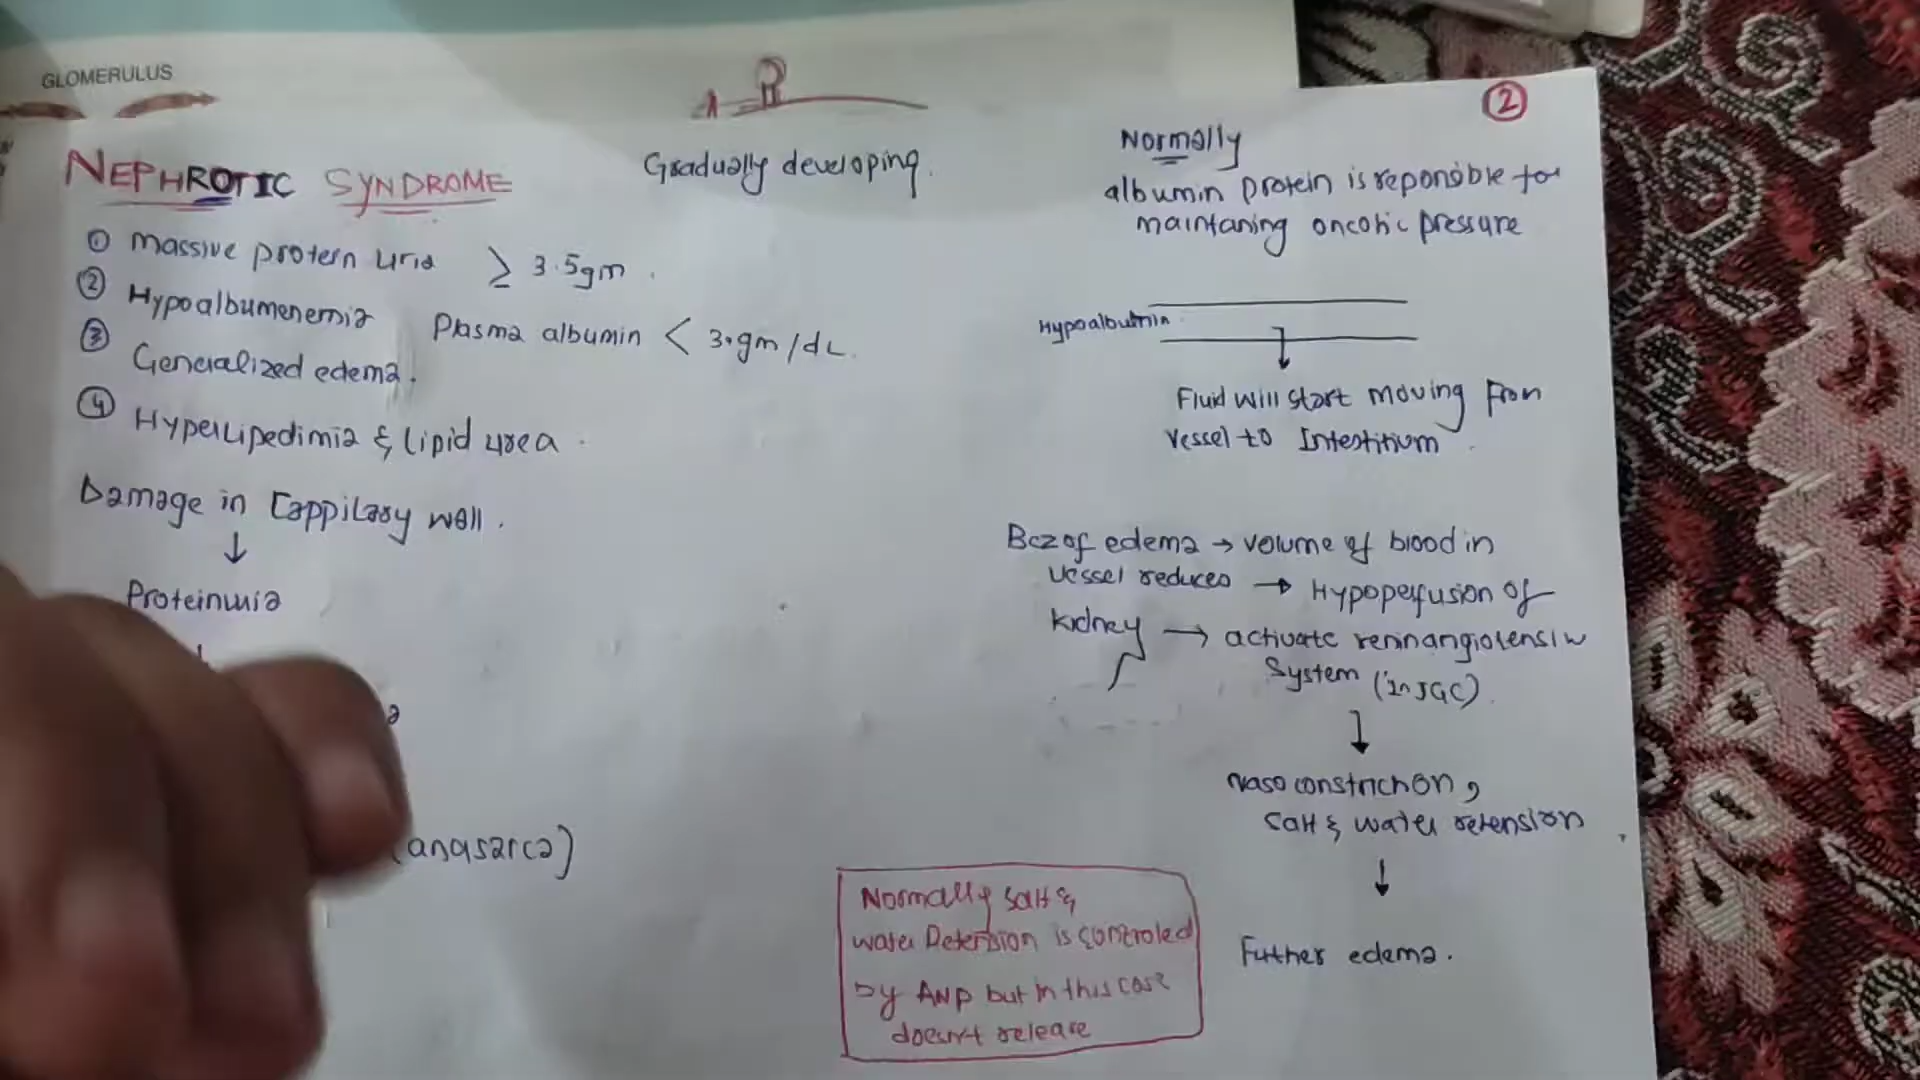 GLOMERULUS
NEPHROTIC SYNDROME
Gradually developing.
① Massive protein uria ≥ 3.5gm.
② Hypoalbumenemia Plasma albumin < 3.gm/dL.
③ Generalized edema.
④ Hyperlipedimia & lipid urea.
Damage in Cappilary wall.
↓
Proteinuria
(anasarca)
②
Normally
albumin protein is reponsible for
maintaning oncotic pressure
Hypoalbumin
↓
Fluid will start moving from
vessel to Intestitium.
Bcz of edema → volume of blood in
vessel reduces → Hypoperfusion of
kidney → activate reninangiotensin
System (in JGC).
↓
Vasoconstriction,
Salt & water retension
↓
Futher edema.
Normally Salt &
water Retension is controled
by ANP but in this case
doesn't release